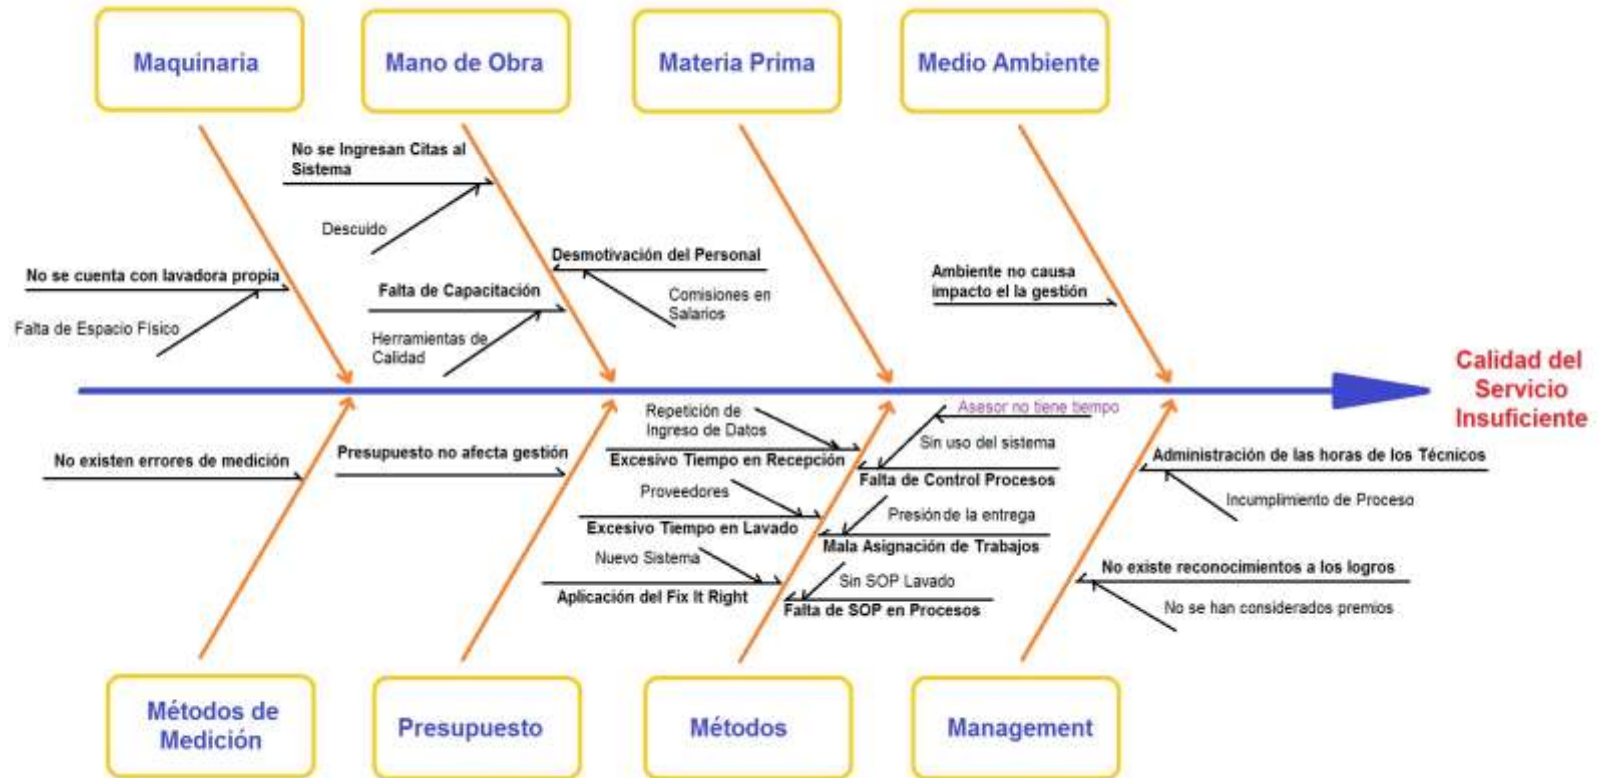 Maquinaria
Mano de Obra
Materia Prima
Medio Ambiente
No se Ingresan Citas al
Sistema
Descuido
Desmotivación del Personal
Comisiones en
Salarios
No se cuenta con lavadora propia
Falta de Espacio Físico
Falta de Capacitación
Herramientas de
Calidad
Ambiente no causa
impacto el la gestión
Calidad del
Servicio
Insuficiente
No existen errores de medición
Presupuesto no afecta gestión
Repetición de
Ingreso de Datos
Excesivo Tiempo en Recepción
Proveedores
Excesivo Tiempo en Lavado
Nuevo Sistema
Aplicación del Fix It Right
Asesor no tiene tiempo
Sin uso del sistema
Falta de Control Procesos
Presión de la entrega
Mala Asignación de Trabajos
Sin SOP Lavado
Falta de SOP en Procesos
Administración de las horas de los Técnicos
Incumplimiento de Proceso
No existe reconocimientos a los logros
No se han considerados premios
Métodos de
Medición
Presupuesto
Métodos
Management